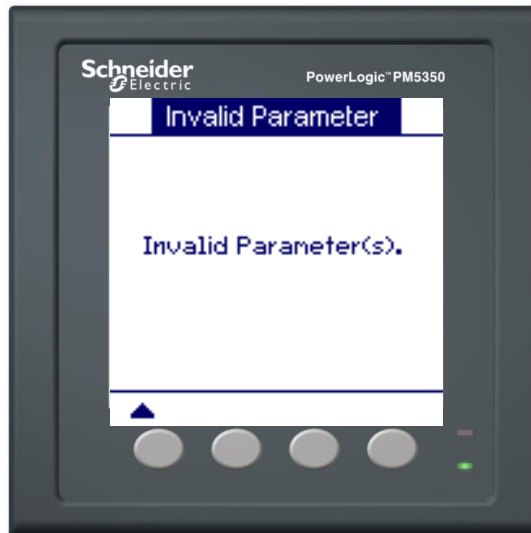 Schneider
Electric
PowerLogic™ PM5350
Invalid Parameter
Invalid Parameter(s).